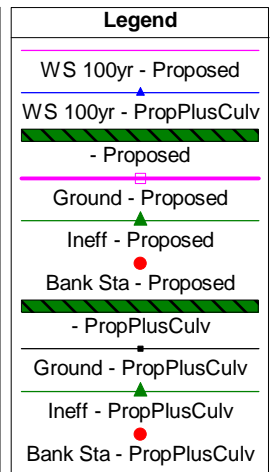 Legend
WS 100yr - Proposed
WS 100yr - PropPlusCulv
- Proposed
Ground - Proposed
Ineff - Proposed
Bank Sta - Proposed
- PropPlusCulv
Ground - PropPlusCulv
Ineff - PropPlusCulv
Bank Sta - PropPlusCulv